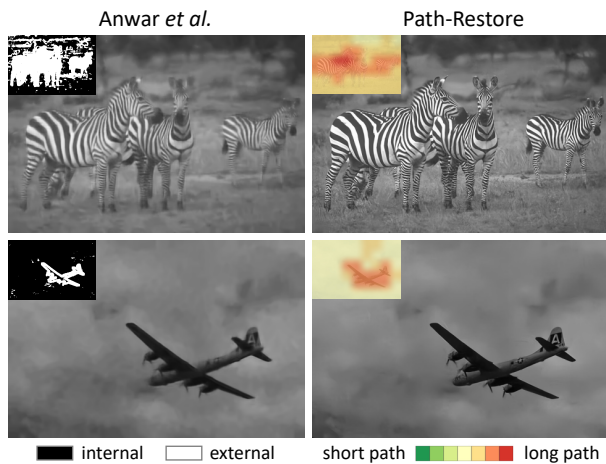 Anwar et al.
Path-Restore
A
internal
external
short path
long path